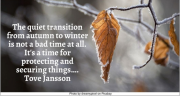 The quiet transition
from autumn to winter
is not a bad time at all.
It's a time for
protecting and
securing things....
Tove Jansson